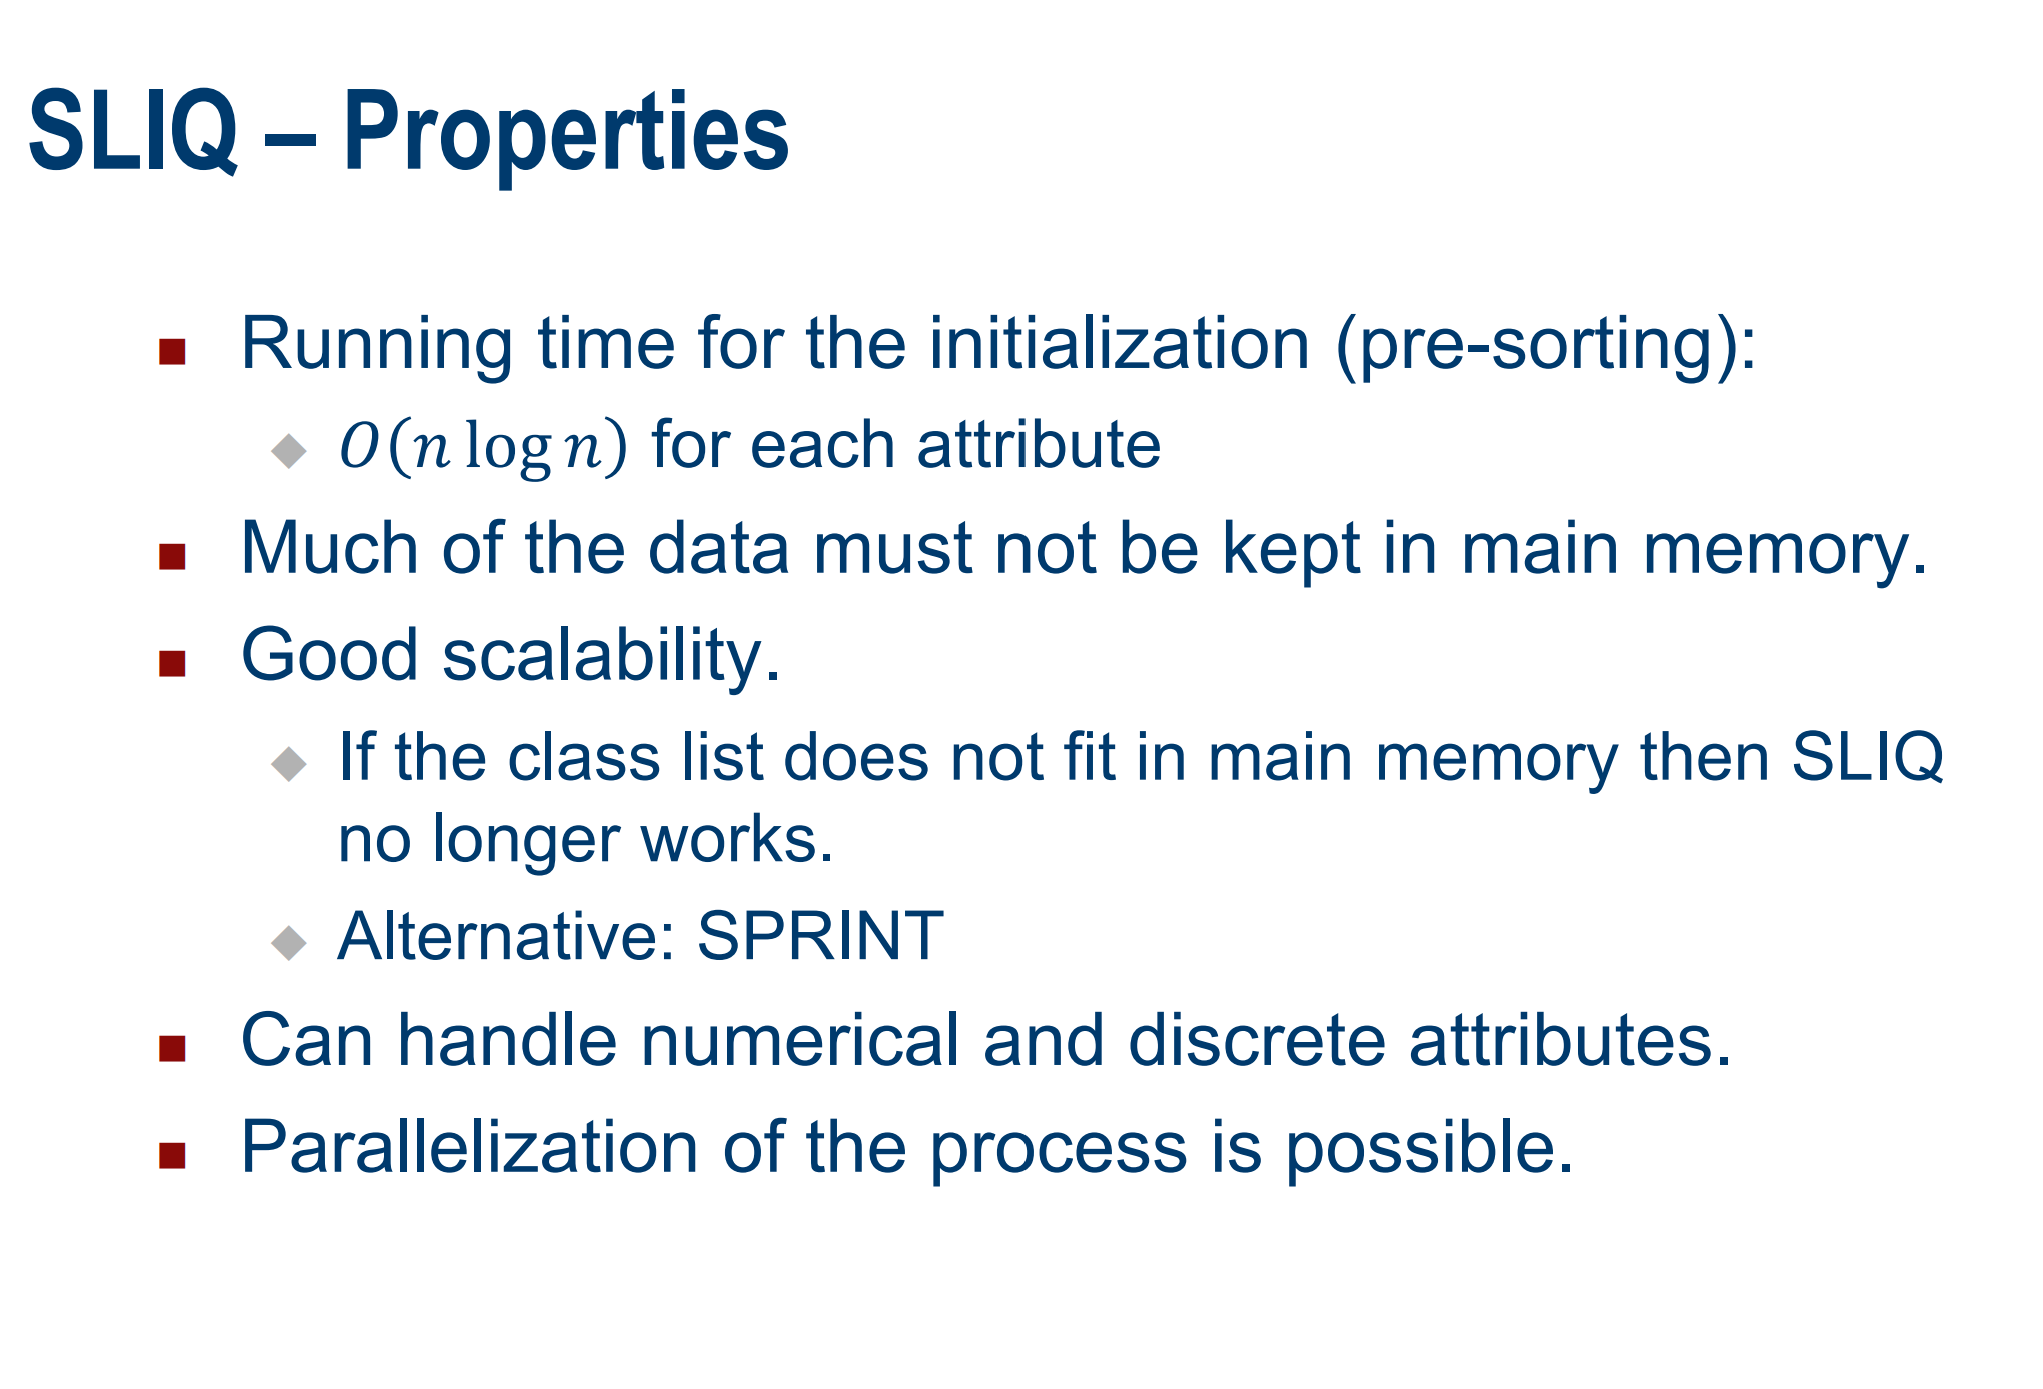 SLIQ – Properties
■ Running time for the initialization (pre-sorting):
◆ O(n log n) for each attribute
■ Much of the data must not be kept in main memory.
■ Good scalability.
◆ If the class list does not fit in main memory then SLIQ
no longer works.
◆ Alternative: SPRINT
■ Can handle numerical and discrete attributes.
■ Parallelization of the process is possible.